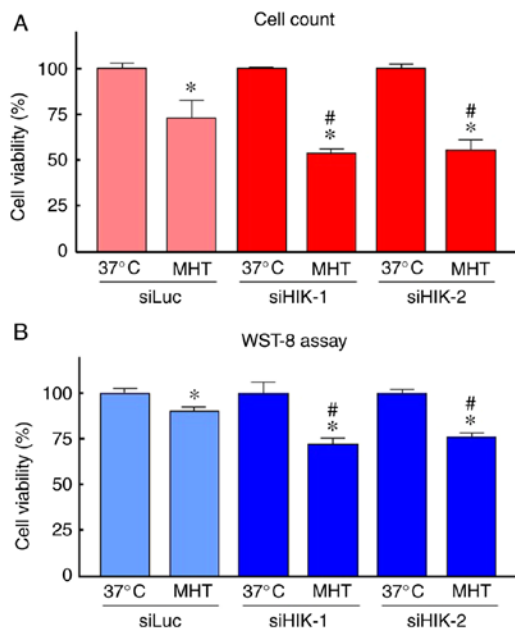 A
Cell count
Cell viability (%)
100
75
50
25
0
*
#
*
#
*
37°C MHT 37°C MHT 37°C MHT
siLuc siHIK-1 siHIK-2
B
WST-8 assay
Cell viability (%)
100
75
50
25
0
*
#
*
#
*
37°C MHT 37°C MHT 37°C MHT
siLuc siHIK-1 siHIK-2